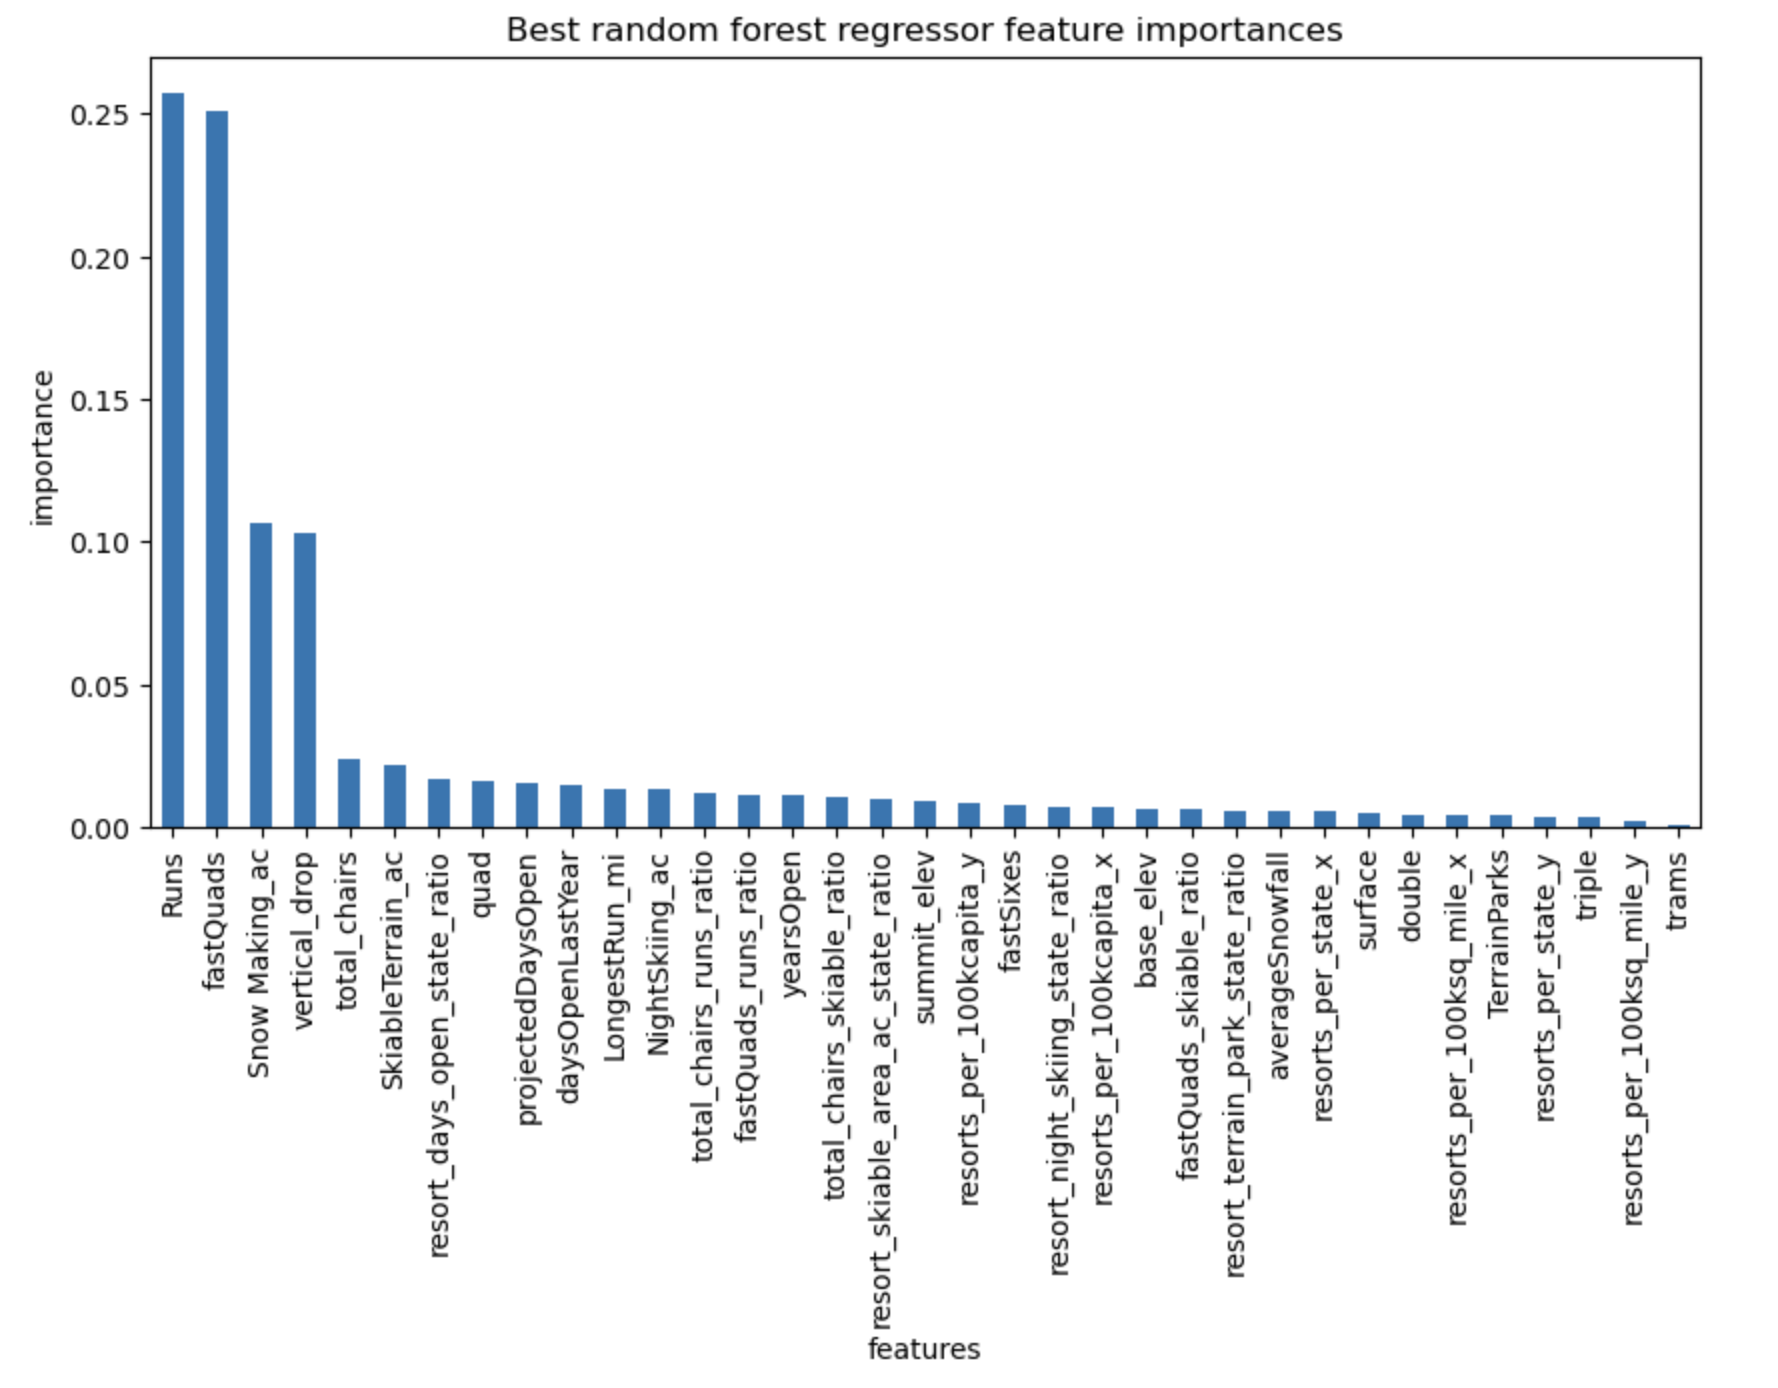 Best random forest regressor feature importances
importance
0.25
0.20
0.15
0.10
0.05
0.00
Runs
fastQuads
Snow Making_ac
vertical_drop
total_chairs
SkiableTerrain_ac
resort_days_open_state_ratio
quad
projectedDaysOpen
daysOpenLastYear
LongestRun_mi
NightSkiing_ac
total_chairs_runs_ratio
fastQuads_runs_ratio
yearsOpen
total_chairs_skiable_ratio
resort_skiable_area_ac_state_ratio
summit_elev
resorts_per_100kcapita_y
fastSixes
resort_night_skiing_state_ratio
resorts_per_100kcapita_x
base_elev
fastQuads_skiable_ratio
resort_terrain_park_state_ratio
averageSnowfall
resorts_per_state_x
surface
double
resorts_per_100ksq_mile_x
TerrainParks
resorts_per_state_y
triple
resorts_per_100ksq_mile_y
trams
features